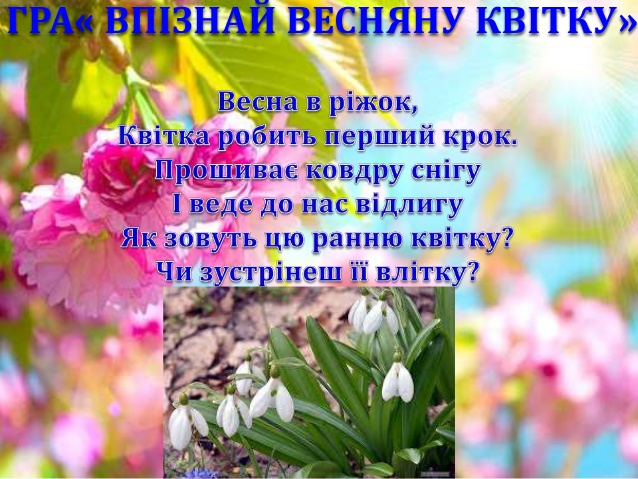 ГРА« ВПІЗНАЙ ВЕСНЯНУ КВІТКУ»
Весна в ріжок,
Квітка робить перший крок.
Прошиває ковдру снігу
І веде до нас відлигу
Як зовуть цю ранню квітку?
Чи зустрінеш її влітку?